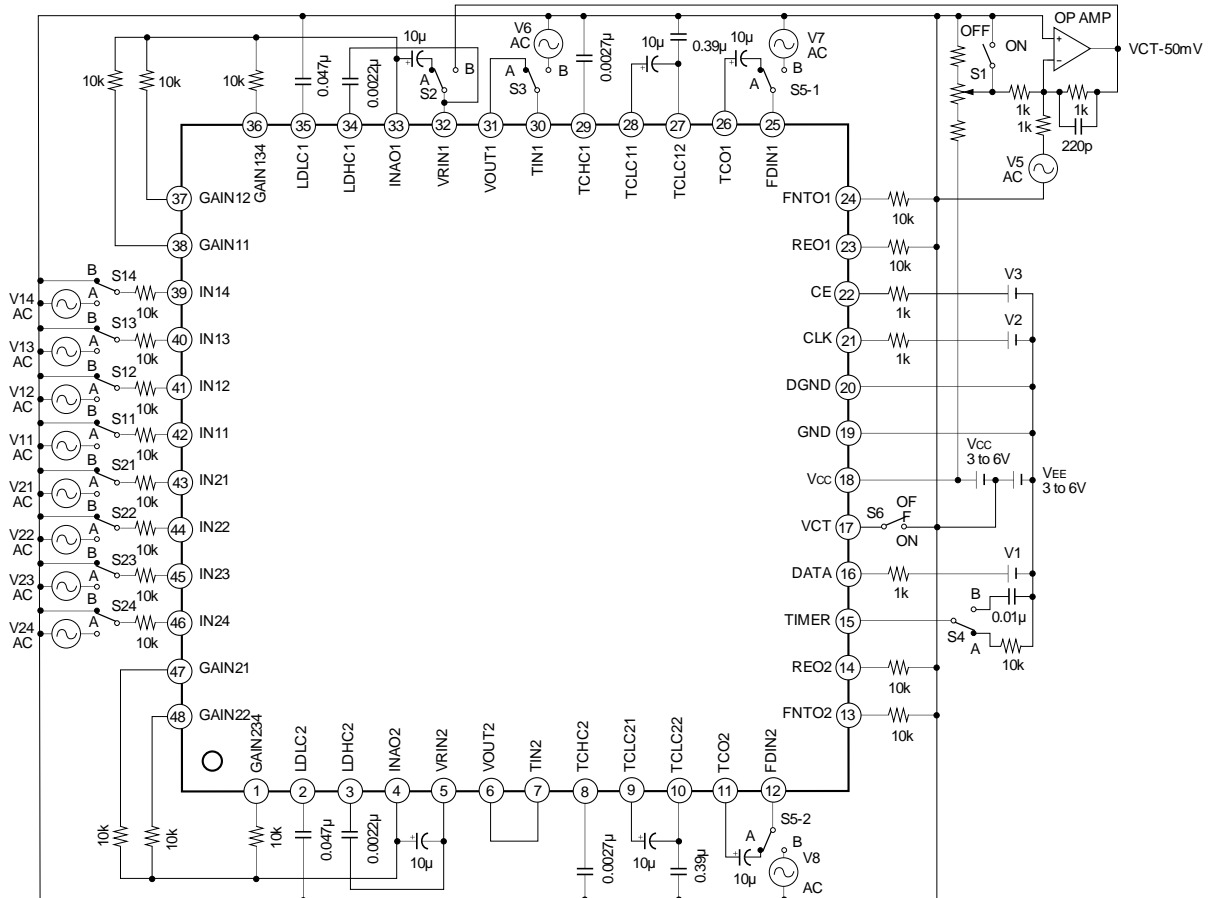 V6
AC
V7
AC
OP AMP
OFF
ON
S1
+
−
VCT-50mV
10k
10k
10k
0.047µ
0.0022µ
10µ
+
A
B
S2
A
B
S3
0.0027µ
10µ
+
0.39µ
10µ
+
A
B
S5-1
1k
1k
1k
220p
V5
AC
36
35
34
33
32
31
30
29
28
27
26
25
GAIN134
LDLC1
LDHC1
INAO1
VRIN1
VOUT1
TIN1
TCHC1
TCLC11
TCLC12
TCO1
FDIN1
37 GAIN12
38 GAIN11
V14 AC B A S14 10k 39 IN14
V13 AC B A S13 10k 40 IN13
V12 AC B A S12 10k 41 IN12
V11 AC B A S11 10k 42 IN11
V21 AC B A S21 10k 43 IN21
V22 AC B A S22 10k 44 IN22
V23 AC B A S23 10k 45 IN23
V24 AC B A S24 10k 46 IN24
47 GAIN21
48 GAIN22
FNTO1 24 10k
REO1 23 10k
CE 22 1k V3
CLK 21 1k V2
DGND 20
GND 19
VCC 18
VCC
3 to 6V
VEE
3 to 6V
VCT 17 S6
OF
F
ON
DATA 16 1k V1
TIMER 15 S4 B A 0.01µ 10k
REO2 14 10k
FNTO2 13 10k
GAIN234
LDLC2
LDHC2
INAO2
VRIN2
VOUT2
TIN2
TCHC2
TCLC21
TCLC22
TCO2
FDIN2
1
2
3
4
5
6
7
8
9
10
11
12
10k
10k
10k
0.047µ
0.0022µ
+
10µ
0.0027µ
+
10µ
0.39µ
+
10µ
A
B
S5-2
V8
AC